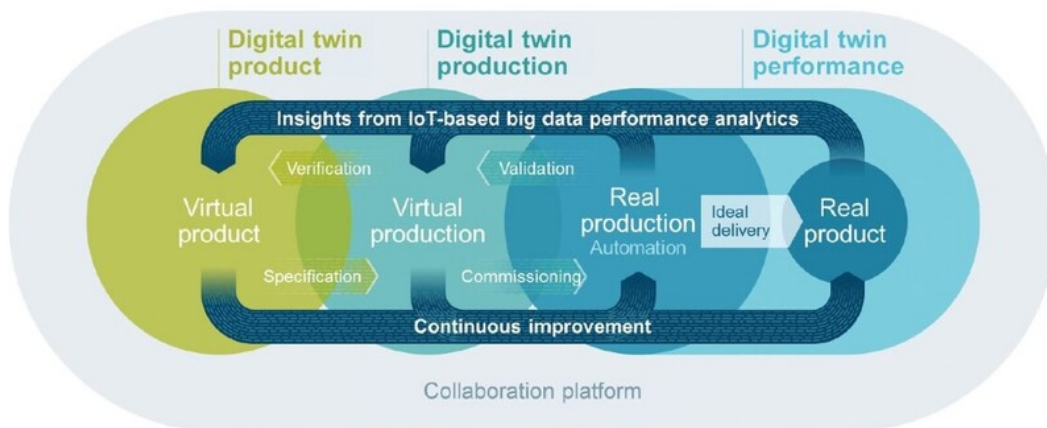 Digital twin
product
Digital twin
production
Digital twin
performance
Insights from IoT-based big data performance analytics
Verification
Validation
Virtual
product
Virtual
production
Real
production
Automation
Ideal
delivery
Real
product
Specification
Commissioning
Continuous improvement
Collaboration platform